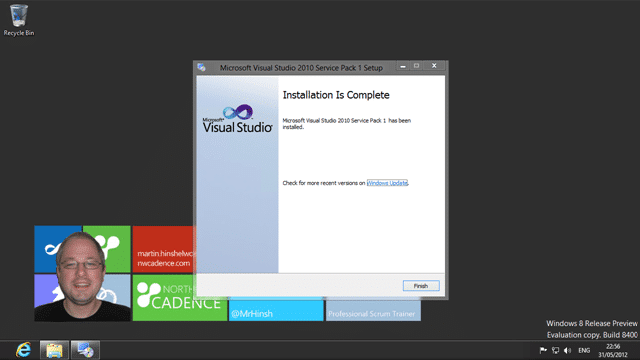 Recycle Bin
Microsoft Visual Studio 2010 Service Pack 1 Setup
Installation Is Complete
Microsoft®
Visual Studio®
Microsoft Visual Studio 2010 Service Pack 1 has been
installed.
Check for more recent versions on Windows Update.
Finish
martin.hinshelwo
nwcadence.com
NORTH
CADENCE
@MrHinsh
Professional Scrum Trainer
Windows 8 Release Preview
Evaluation copy. Build 8400
ENG
22:56
31/05/2012